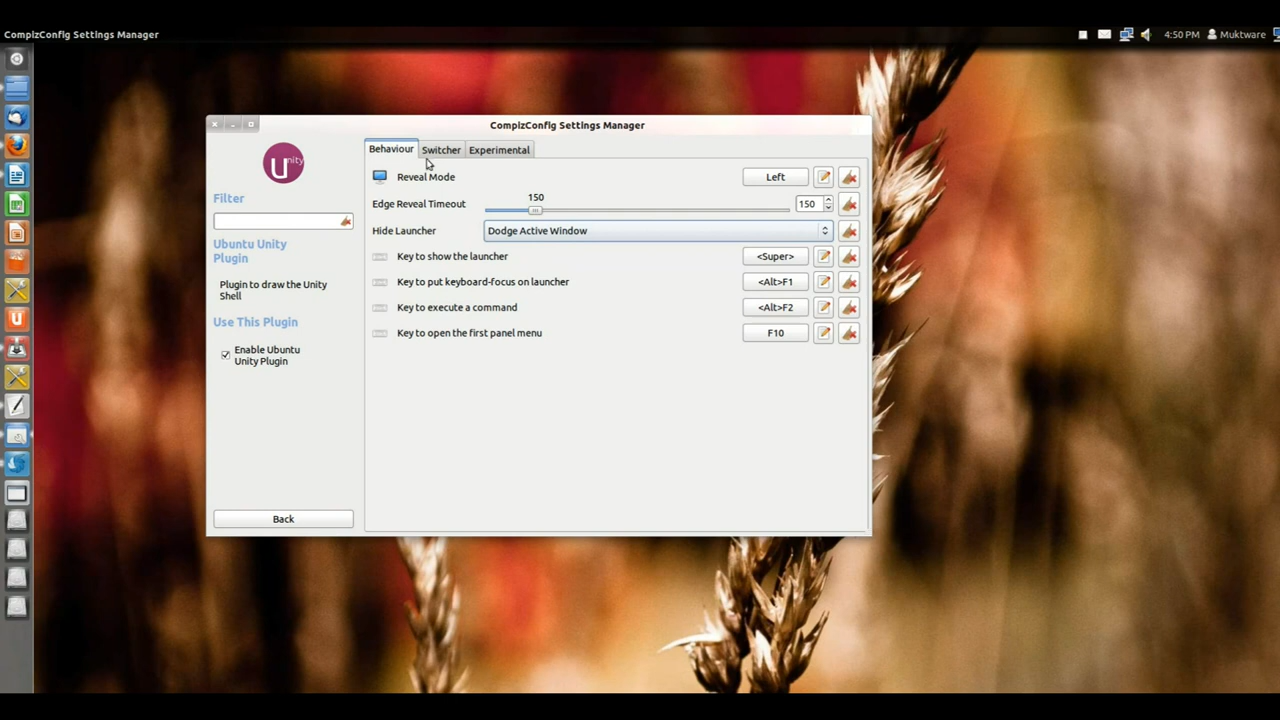 CompizConfig Settings Manager
4:50 PM Muktware
CompizConfig Settings Manager
Unity
Filter
Ubuntu Unity
Plugin
Plugin to draw the Unity
Shell
Use This Plugin
Enable Ubuntu
Unity Plugin
Back
Behaviour Switcher Experimental
Reveal Mode Left
Edge Reveal Timeout 150 150
Hide Launcher Dodge Active Window
Key to show the launcher <Super>
Key to put keyboard-focus on launcher <Alt>F1
Key to execute a command <Alt>F2
Key to open the first panel menu F10